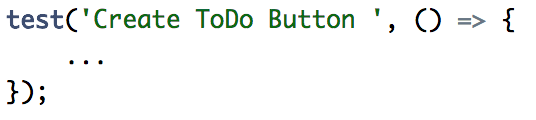 test('Create ToDo Button ', () => {
    ...
});